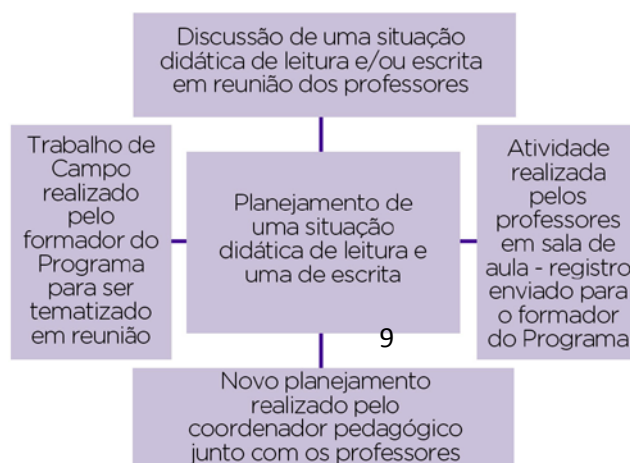 Discussão de uma situação
didática de leitura e/ou escrita
em reunião dos professores
Trabalho de
Campo
realizado
pelo
formador do
Programa
para ser
tematizado
em reunião
Planejamento de
uma situação
didática de leitura e
uma de escrita
9
Atividade
realizada
pelos
professores
em sala de
aula - registro
enviado para
o formador
do Programa
Novo planejamento
realizado pelo
coordenador pedagógico
junto com os professores